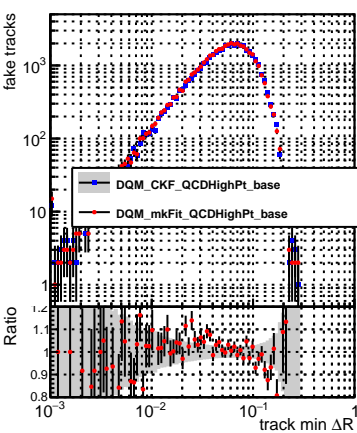 fake tracks
10³
10²
10
1
DQM_CKF_QCDHighPt_base
DQM_mkFit_QCDHighPt_base
Ratio
1.2
1.1
1
0.9
0.8
10⁻³
10⁻²
10⁻¹
1
track min ΔR